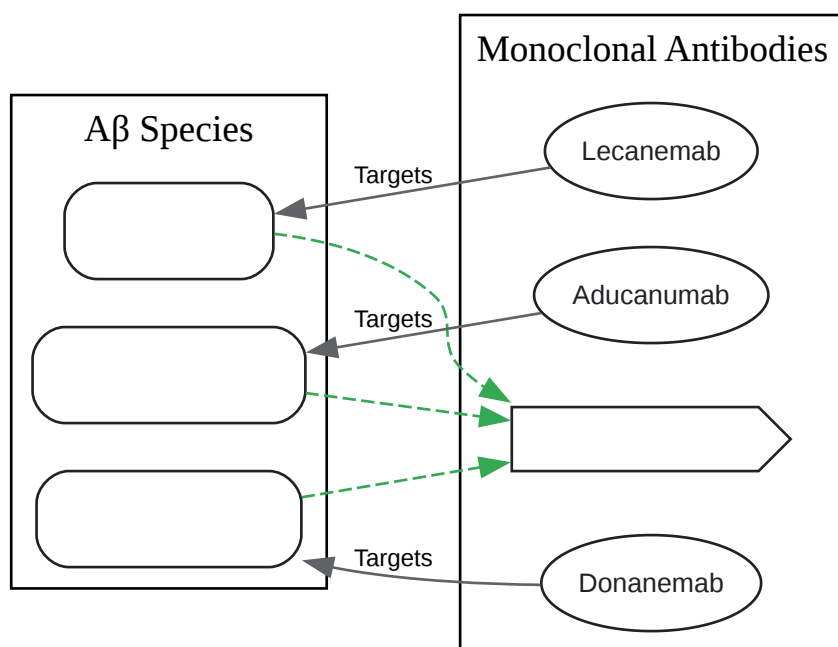 Monoclonal Antibodies
Aβ Species
Lecanemab
Targets
Aducanumab
Targets
Targets
Donanemab